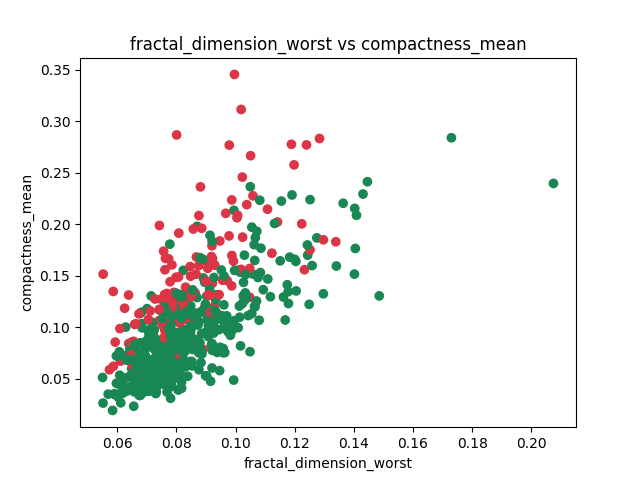 fractal_dimension_worst vs compactness_mean
0.35
0.30
0.25
0.20
0.15
0.10
0.05
compactness_mean
0.06 0.08 0.10 0.12 0.14 0.16 0.18 0.20
fractal_dimension_worst